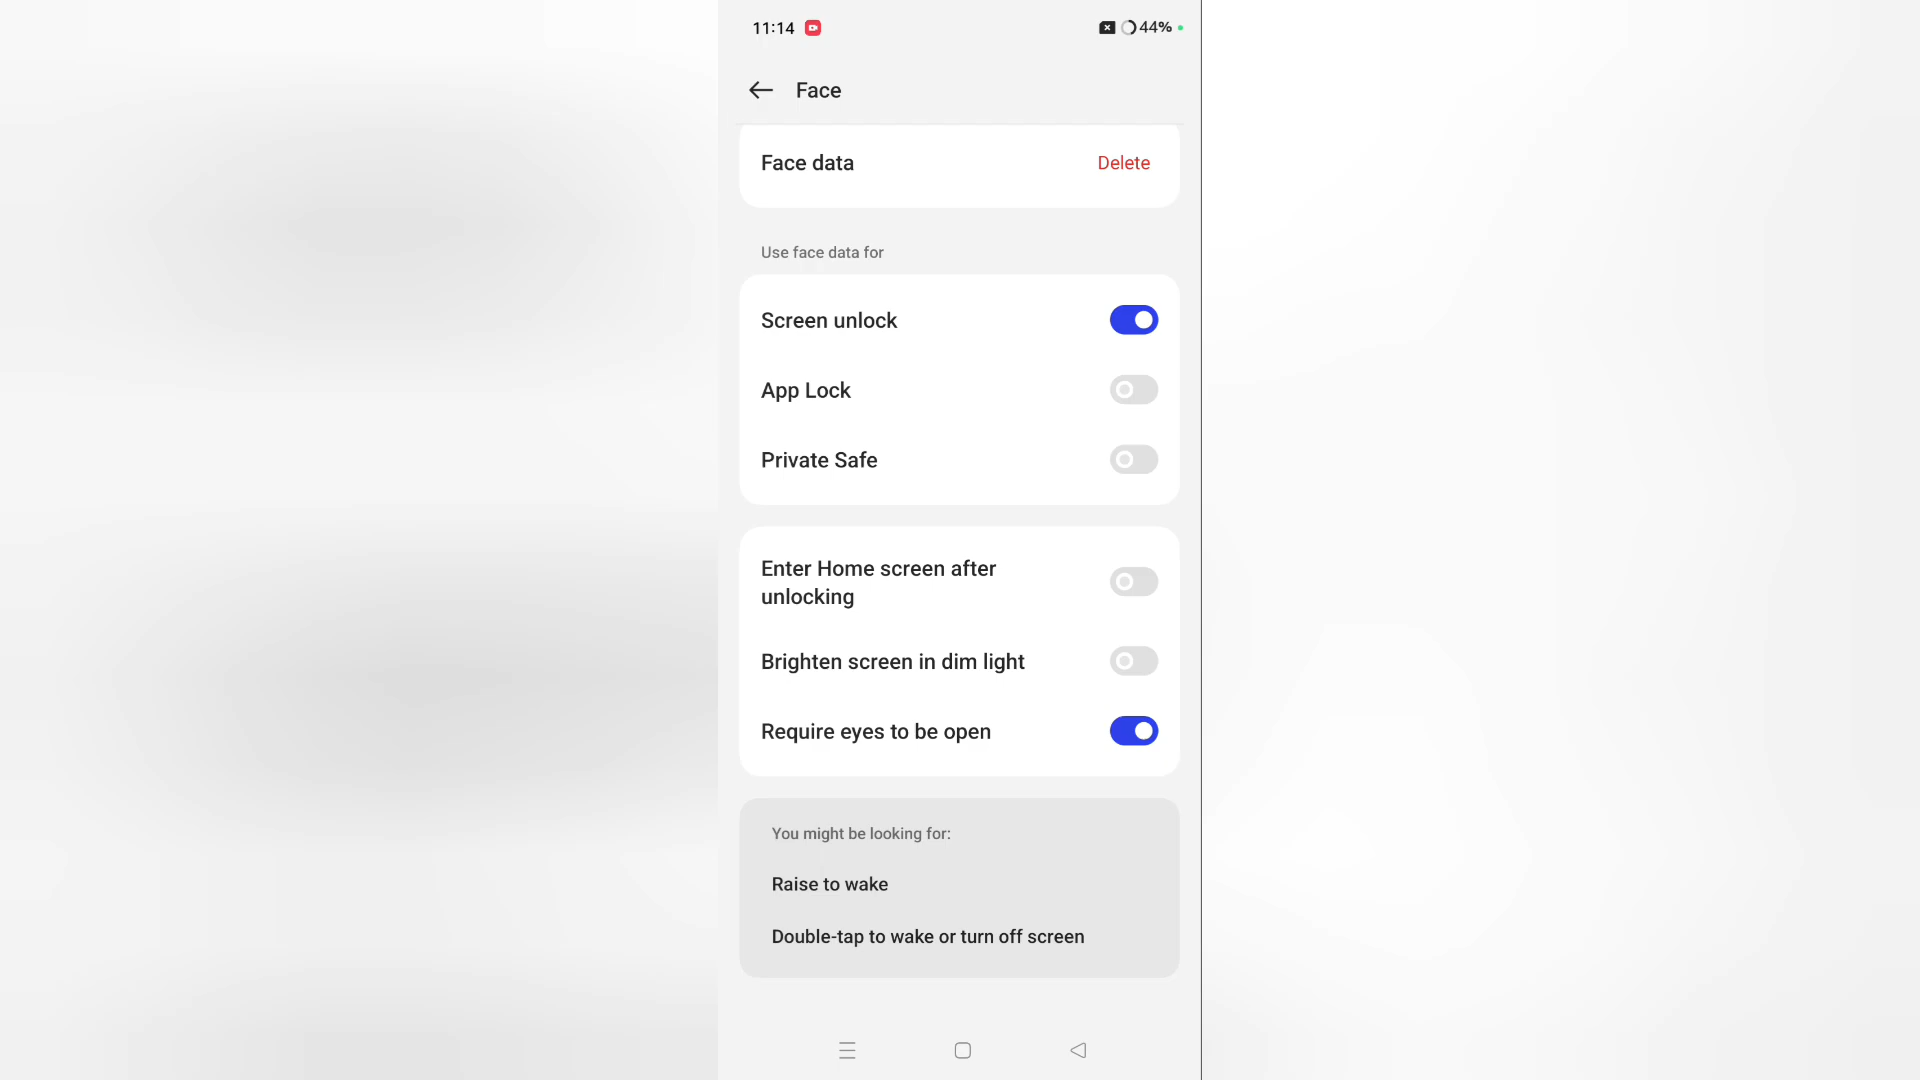 11:14
44%
Face
Face data
Delete
Use face data for
Screen unlock
App Lock
Private Safe
Enter Home screen after
unlocking
Brighten screen in dim light
Require eyes to be open
You might be looking for:
Raise to wake
Double-tap to wake or turn off screen